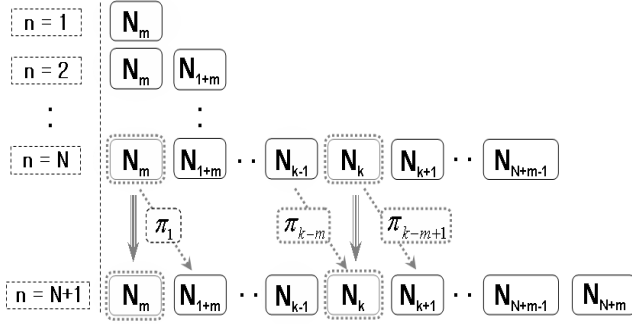 n = 1 N_m
n = 2 N_m N_{1+m}
: :
n = N N_m N_{1+m} ·· N_{k-1} N_k N_{k+1} ·· N_{N+m-1}
π_1 π_{k-m} π_{k-m+1}
n = N+1 N_m N_{1+m} ·· N_{k-1} N_k N_{k+1} ·· N_{N+m-1} N_{N+m}